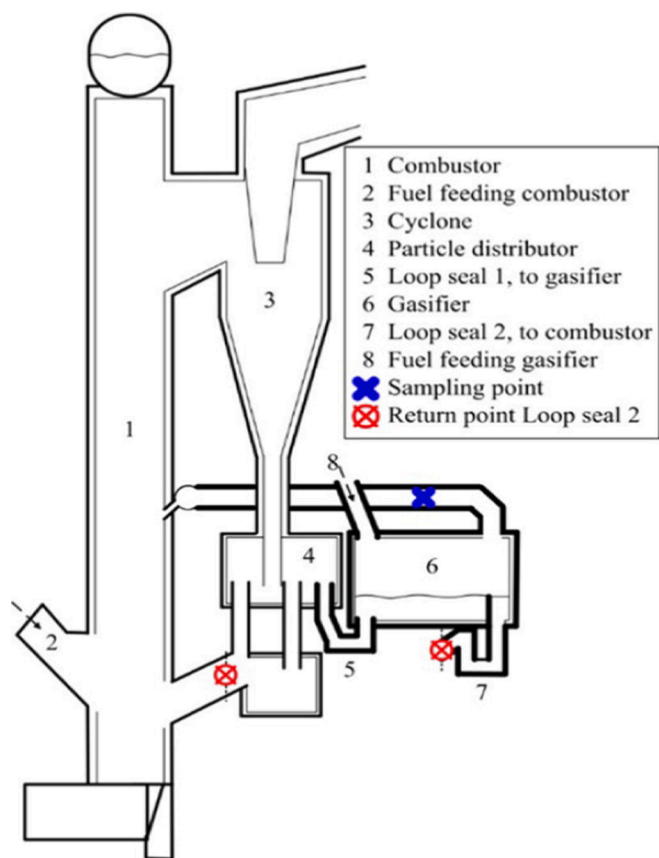 1 Combustor
2 Fuel feeding combustor
3 Cyclone
4 Particle distributor
5 Loop seal 1, to gasifier
6 Gasifier
7 Loop seal 2, to combustor
8 Fuel feeding gasifier
Sampling point
Return point Loop seal 2
3
1
8
4
6
2
5
7